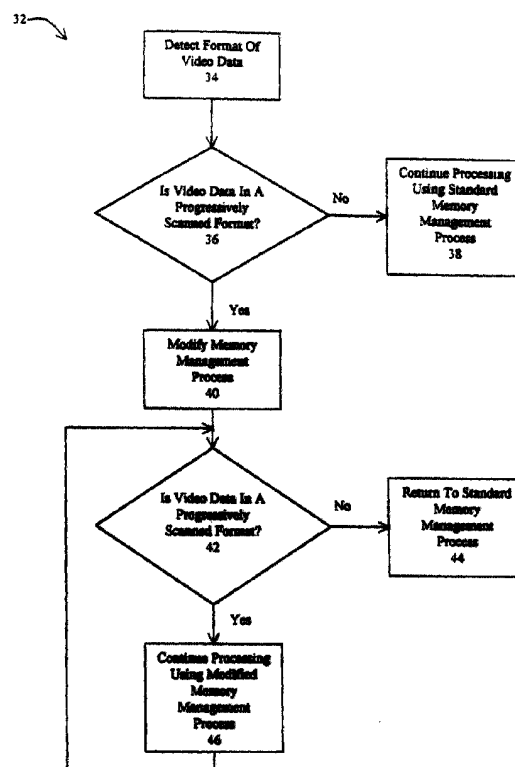 32
Detect Format Of
Video Data
34
Is Video Data In A
Progressively
Scanned Format?
36
No
Continue Processing
Using Standard
Memory
Management
Process
38
Yes
Modify Memory
Management
Process
40
Is Video Data In A
Progressively
Scanned Format?
42
No
Return To Standard
Memory
Management
Process
44
Yes
Continue Processing
Using Modified
Memory
Management
Process
46